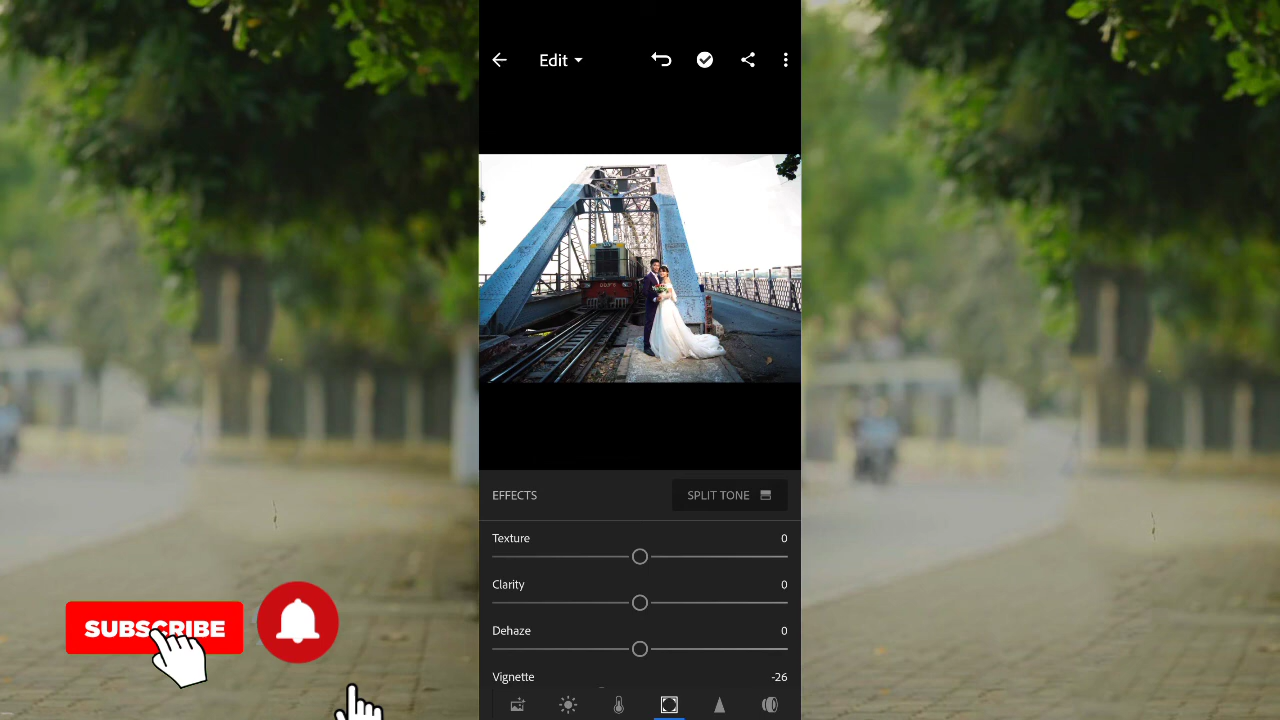 Edit
EFFECTS
SPLIT TONE
Texture 0
Clarity 0
Dehaze 0
Vignette -26
SUBSCRIBE